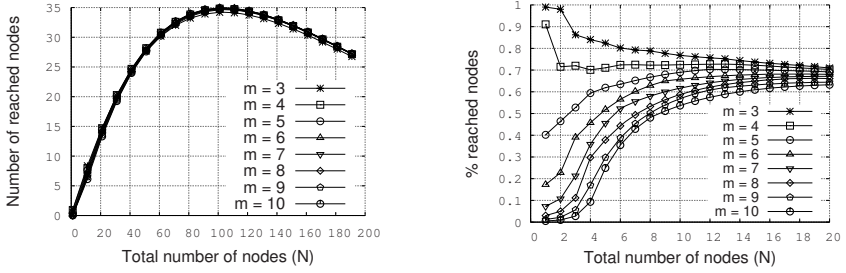 Number of reached nodes
35
30
25
20
15
10
5
0
m = 3
m = 4
m = 5
m = 6
m = 7
m = 8
m = 9
m = 10
0 20 40 60 80 100 120 140 160 180 200
Total number of nodes (N)
% reached nodes
1
0.9
0.8
0.7
0.6
0.5
0.4
0.3
0.2
0.1
0
m = 3
m = 4
m = 5
m = 6
m = 7
m = 8
m = 9
m = 10
0 2 4 6 8 10 12 14 16 18 20
Total number of nodes (N)